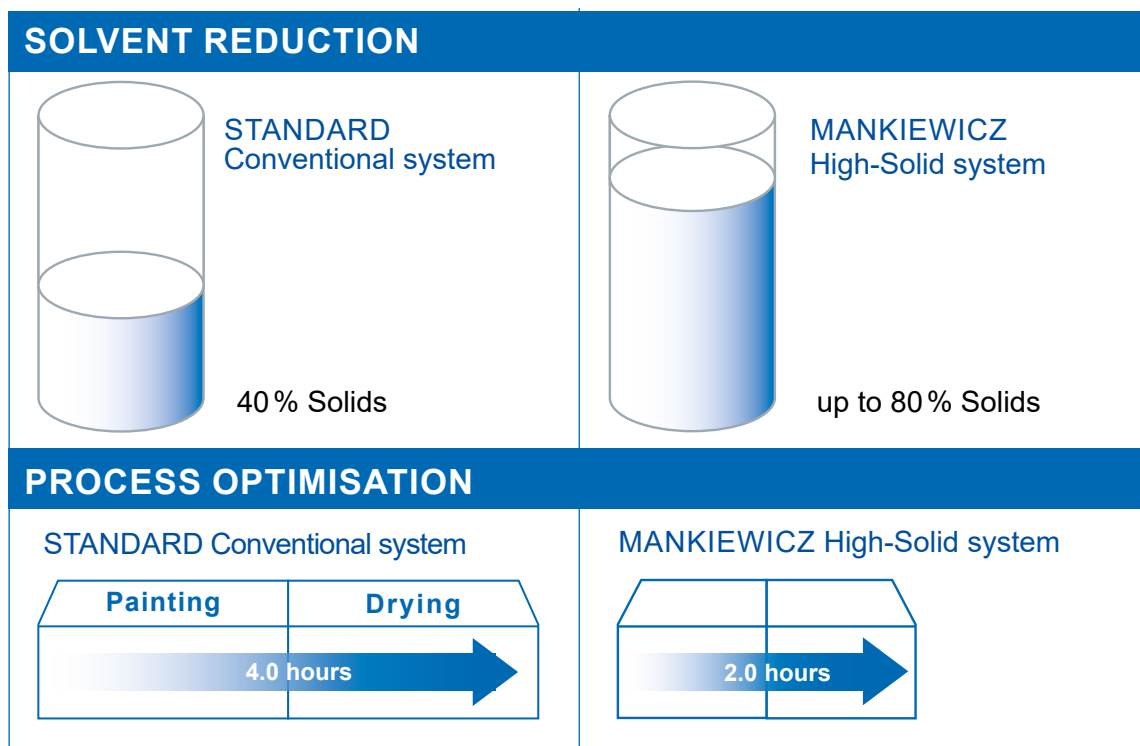 SOLVENT REDUCTION
STANDARD
Conventional system
40 % Solids
MANKIEWICZ
High-Solid system
up to 80 % Solids
PROCESS OPTIMISATION
STANDARD Conventional system
Painting
Drying
4.0 hours
MANKIEWICZ High-Solid system
2.0 hours